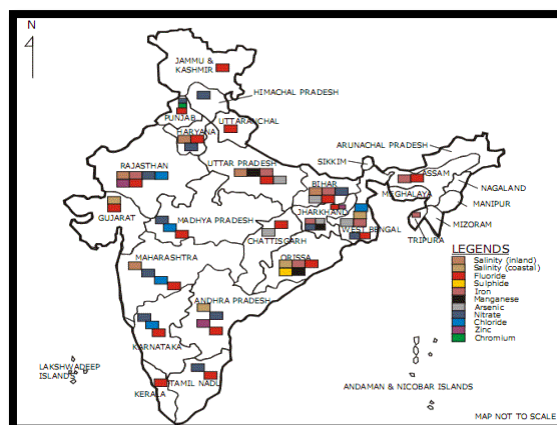 N
JAMMU &
KASHMIR
HIMACHAL PRADESH
PUNJAB
UTTARANCHAL
HARYANA
ARUNACHAL PRADESH
RAJASTHAN
UTTAR PRADESH
SIKKIM
ASSAM
BIHAR
NAGALAND
MEGHALAYA
MANIPUR
JHARKHAND
GUJARAT
MADHYA PRADESH
WEST BENGAL
MIZORAM
CHATTISGARH
TRIPURA
MAHARASHTRA
ORISSA
LEGENDS
Salinity (inland)
Salinity (coastal)
Fluoride
Sulphide
Iron
Manganese
Arsenic
Nitrate
Chloride
Zinc
Chromium
ANDHRA PRADESH
KARNATAKA
LAKSHWADEEP
ISLANDS
TAMIL NADU
KERALA
ANDAMAN & NICOBAR ISLANDS
MAP NOT TO SCALE